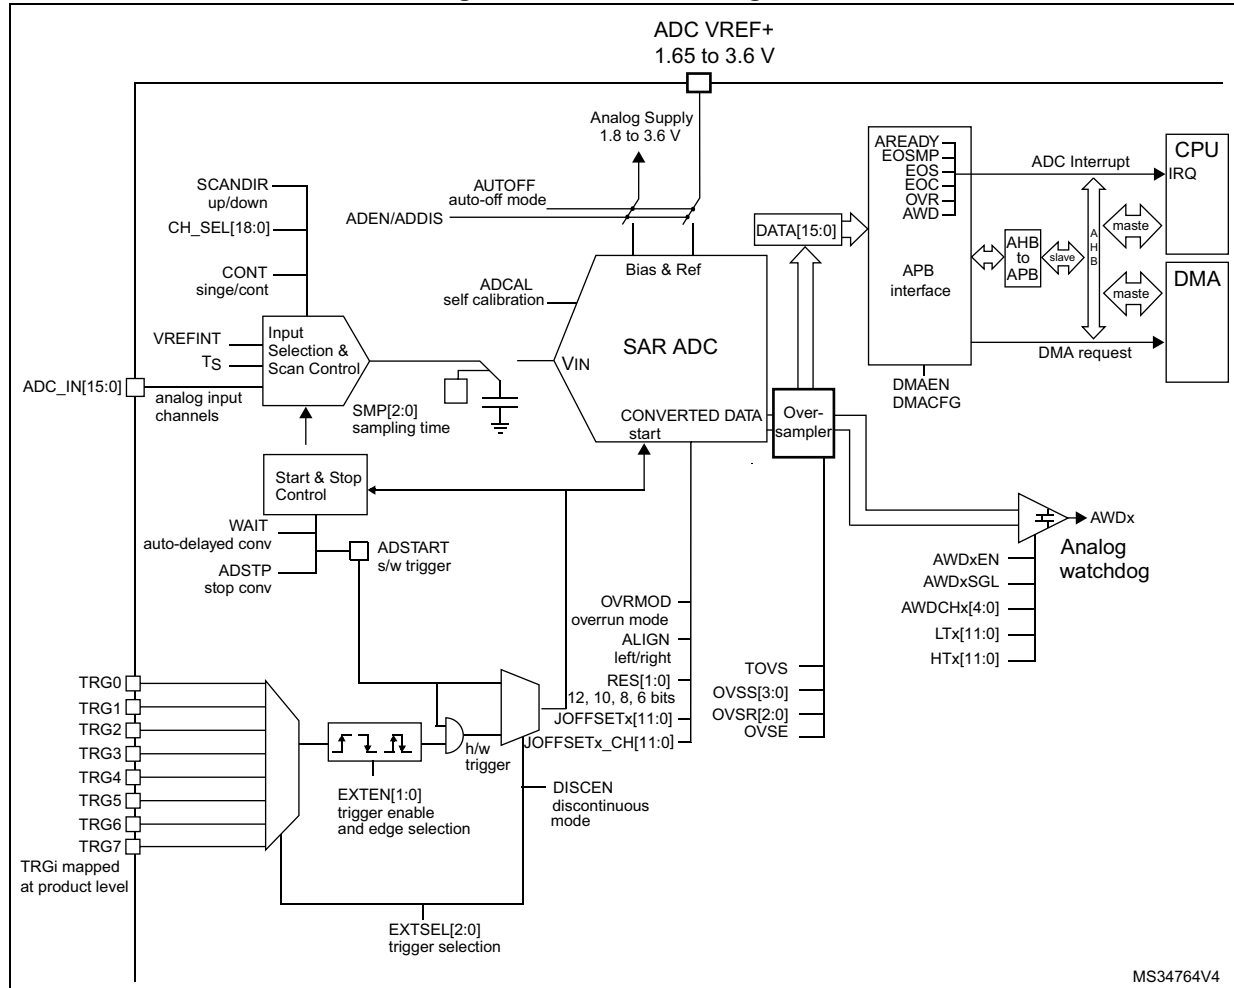 ADC VREF+
1.65 to 3.6 V
Analog Supply
1.8 to 3.6 V
SCANDIR
up/down
CH_SEL[18:0]
CONT
singe/cont
AUTOFF
auto-off mode
ADEN/ADDIS
ADCAL
self calibration
Bias & Ref
SAR ADC
VIN
CONVERTED DATA
start
VREFINT
TS
ADC_IN[15:0]
analog input
channels
Input
Selection &
Scan Control
SMP[2:0]
sampling time
DATA[15:0]
Over-
sampler
AREADY
EOSMP
EOS
EOC
OVR
AWD
APB
interface
DMAEN
DMACFG
ADC Interrupt
AHB
to
APB
slave
A
H
B
maste
maste
CPU
IRQ
DMA
DMA request
Start & Stop
Control
WAIT
auto-delayed conv
ADSTP
stop conv
ADSTART
s/w trigger
AWDx
Analog
watchdog
AWDxEN
AWDxSGL
AWDCHx[4:0]
LTx[11:0]
HTx[11:0]
OVRMOD
overrun mode
ALIGN
left/right
RES[1:0]
12, 10, 8, 6 bits
JOFFSETx[11:0]
JOFFSETx_CH[11:0]
TOVS
OVSS[3:0]
OVSR[2:0]
OVSE
TRG0
TRG1
TRG2
TRG3
TRG4
TRG5
TRG6
TRG7
TRGi mapped
at product level
h/w
trigger
EXTEN[1:0]
trigger enable
and edge selection
DISCEN
discontinuous
mode
EXTSEL[2:0]
trigger selection
MS34764V4